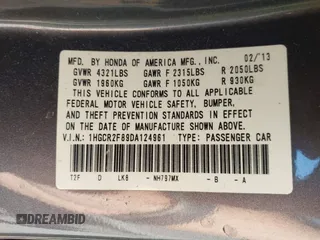 MFD. BY HONDA OF AMERICA MFG., INC. 02/13
GVWR 4321LBS GAWR F 2315LBS R 2050LBS
GVWR 1960KG GAWR F 1050KG R 930KG
THIS VEHICLE CONFORMS TO ALL APPLICABLE
FEDERAL MOTOR VEHICLE SAFETY, BUMPER,
AND THEFT PREVENTION STANDARDS IN EFFECT ON THE
DATE OF MANUFACTURE SHOWN ABOVE.
V.I.N: 1HGCR2F89DA124961 TYPE: PASSENGER CAR
T2F D LK8 -NH797MX -B -A
DREAMBID